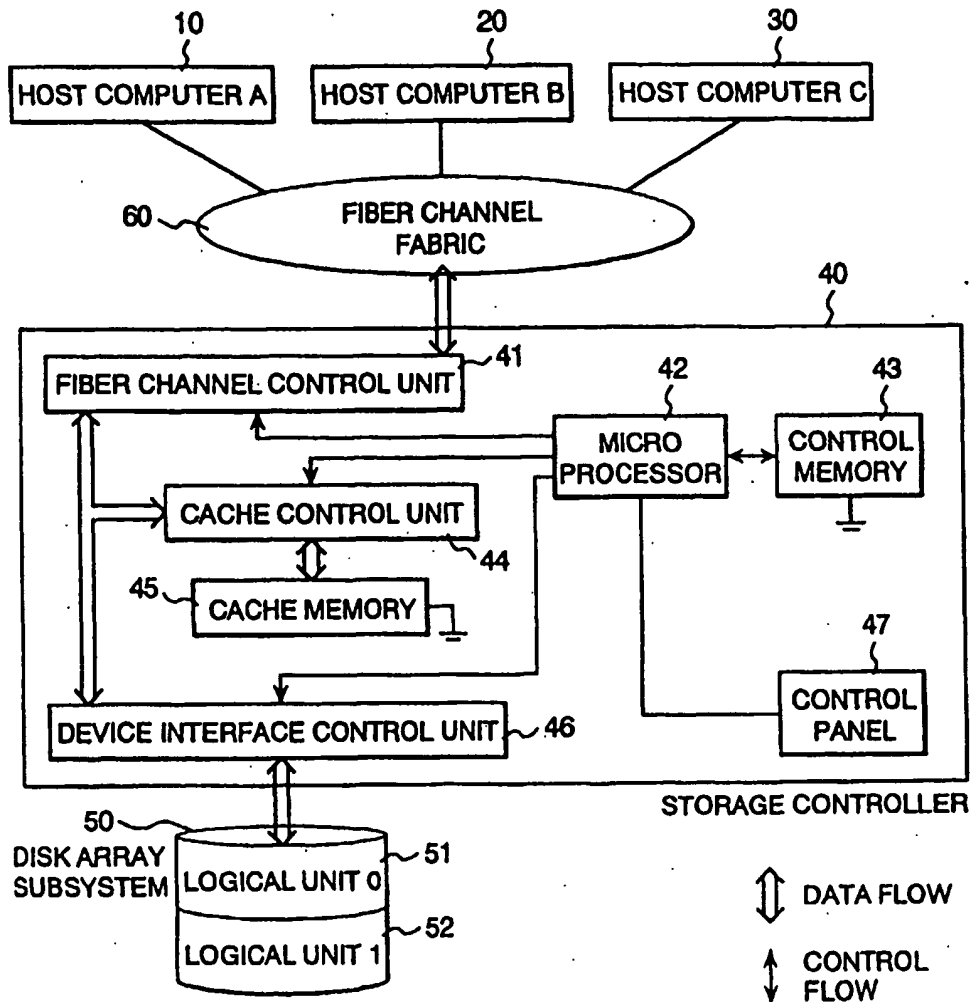 10
20
30
HOST COMPUTER A
HOST COMPUTER B
HOST COMPUTER C
60
FIBER CHANNEL
FABRIC
40
41
FIBER CHANNEL CONTROL UNIT
42
43
MICRO
PROCESSOR
CONTROL
MEMORY
CACHE CONTROL UNIT
44
45
CACHE MEMORY
47
CONTROL
PANEL
DEVICE INTERFACE CONTROL UNIT
46
STORAGE CONTROLLER
50
DISK ARRAY
SUBSYSTEM
51
LOGICAL UNIT 0
52
LOGICAL UNIT 1
DATA FLOW
CONTROL
FLOW